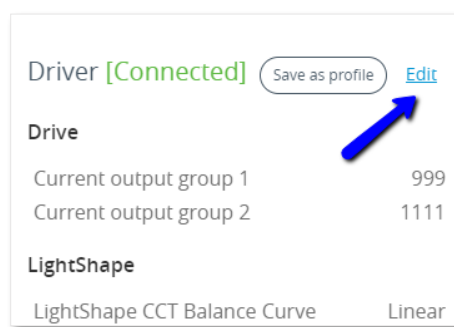 Driver [Connected] Save as profile Edit
Drive
Current output group 1 999
Current output group 2 1111
LightShape
LightShape CCT Balance Curve Linear